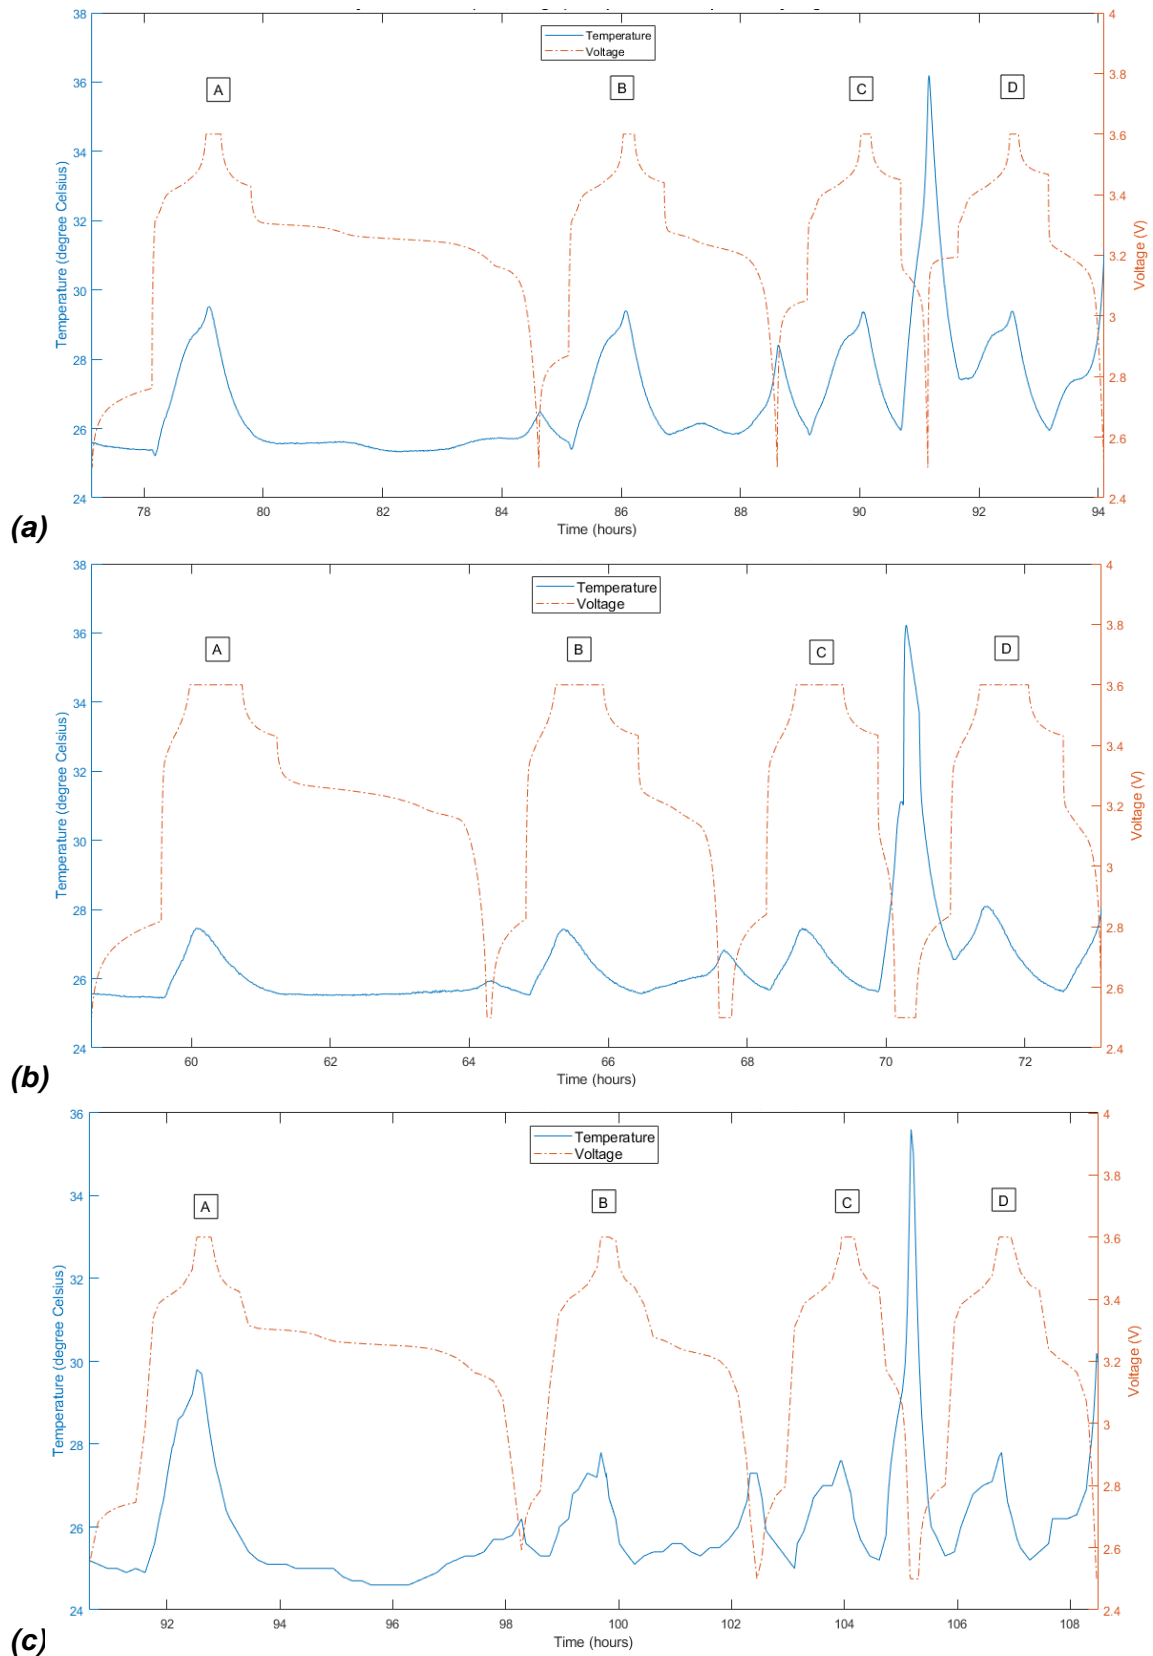 38
36
34
32
30
28
26
24
Temperature (degree Celsius)
Temperature
Voltage
A
B
C
D
4
3.8
3.6
3.4
3.2
3
2.8
2.6
2.4
Voltage (V)
78 80 82 84 86 88 90 92 94
Time (hours)
(a)
38
36
34
32
30
28
26
24
Temperature (degree Celsius)
Temperature
Voltage
A
B
C
D
4
3.8
3.6
3.4
3.2
3
2.8
2.6
2.4
Voltage (V)
60 62 64 66 68 70 72
Time (hours)
(b)
36
34
32
30
28
26
24
Temperature (degree Celsius)
Temperature
Voltage
A
B
C
D
4
3.8
3.6
3.4
3.2
3
2.8
2.6
2.4
Voltage (V)
92 94 96 98 100 102 104 106 108
Time (hours)
(c)